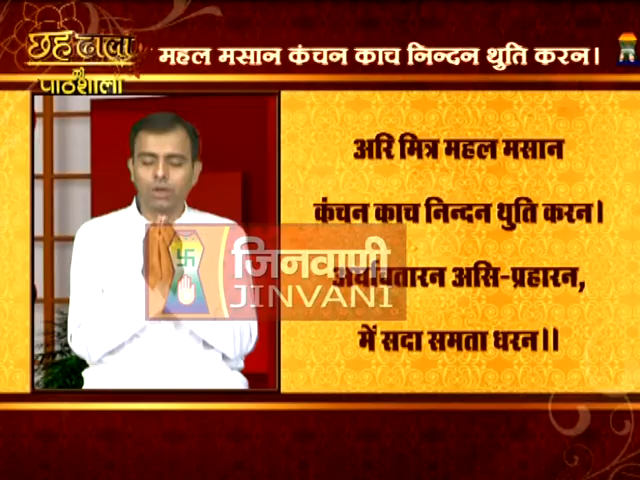 छहढाला
की
पाठशाला
महल मसान कंचन काच निन्दन थुति करन।
अरि मित्र महल मसान
कंचन काच निन्दन थुति करन।
असि-प्रहारन,
में सदा समता धरन।।
जिनवाणी
JINVANI